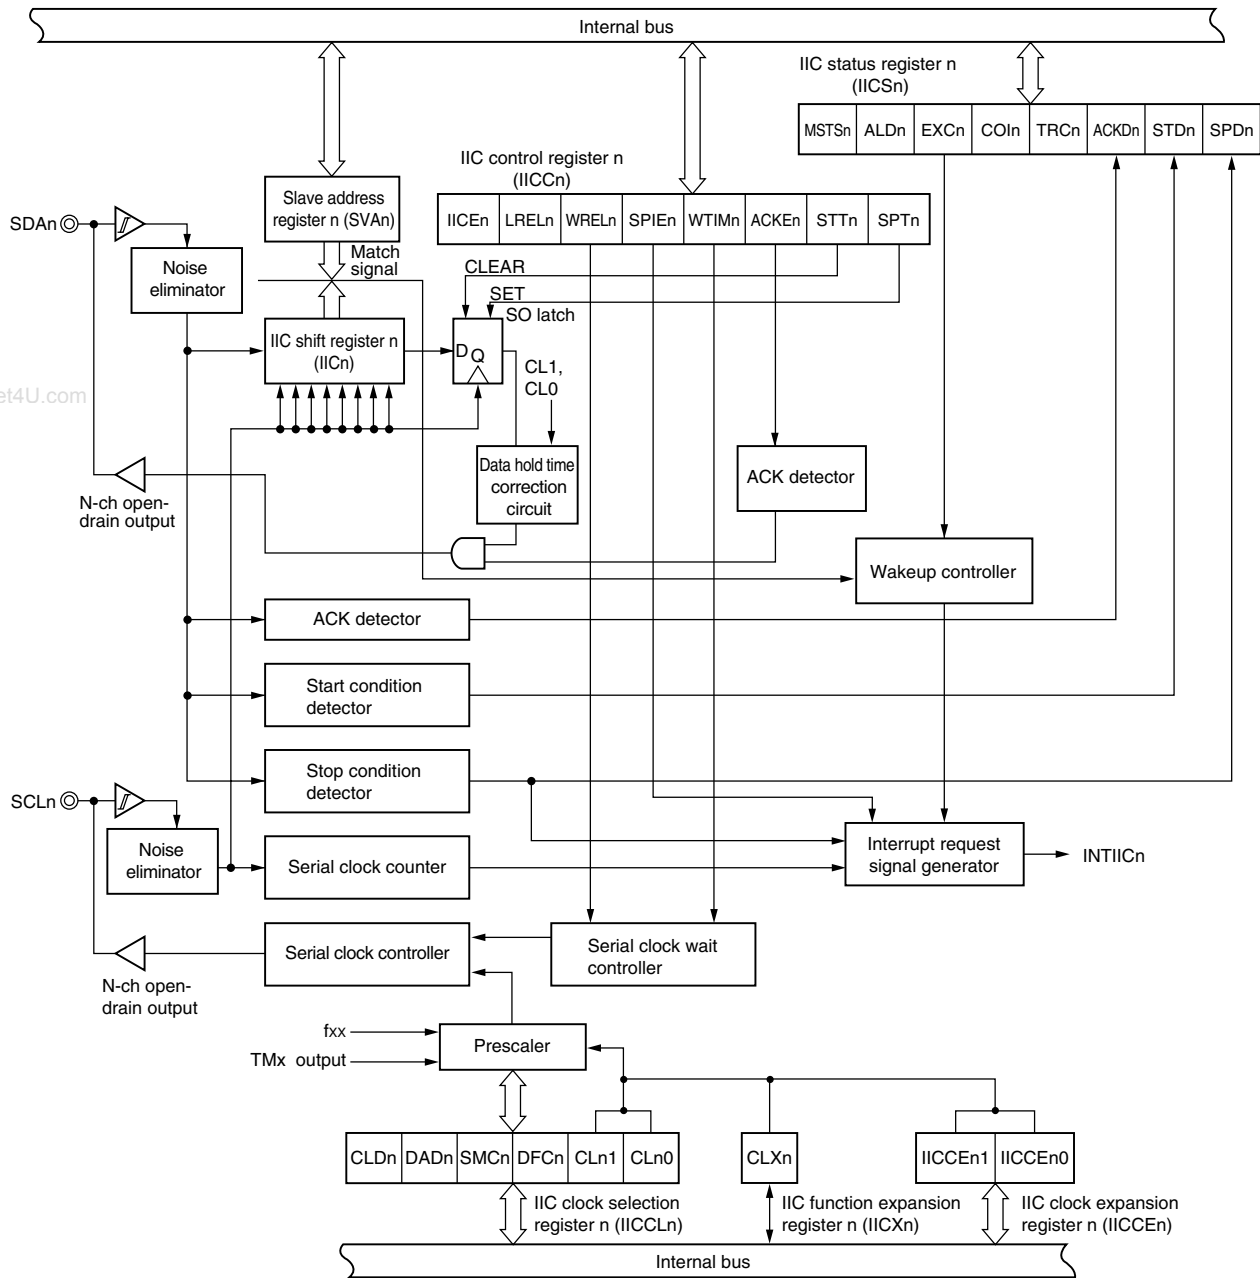 Internal bus
IIC status register n
(IICSn)
MSTSn ALDn EXCn COIn TRCn ACKDn STDn SPDn
IIC control register n
(IICCn)
IICEn LRELn WRELn SPIEn WTIMn ACKEn STTn SPTn
Slave address
register n (SVAn)
SDAn
Noise
eliminator
Match
signal
CLEAR
SET
SO latch
IIC shift register n
(IICn)
D Q
CL1,
CL0
et4U.com
Data hold time
correction
circuit
ACK detector
N-ch open-
drain output
Wakeup controller
ACK detector
Start condition
detector
Stop condition
detector
SCLn
Noise
eliminator
Serial clock counter
Interrupt request
signal generator
INTIICn
Serial clock controller
Serial clock wait
controller
N-ch open-
drain output
fxx
TMx output
Prescaler
CLDn DADn SMCn DFCn CLn1 CLn0
CLXn
IICCEn1 IICCEn0
IIC clock selection
register n (IICCLn)
IIC function expansion
register n (IICXn)
IIC clock expansion
register n (IICCEn)
Internal bus